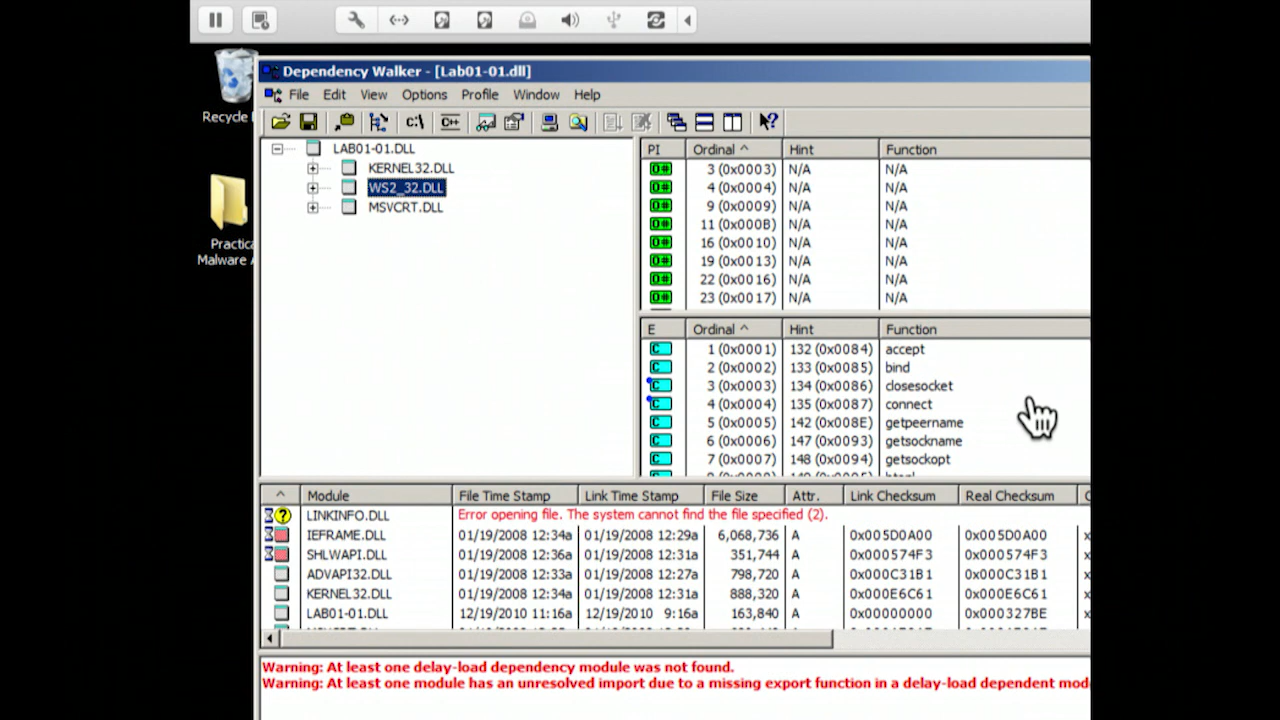 Recycle
Practica
Malware A
Dependency Walker - [Lab01-01.dll]
File Edit View Options Profile Window Help
c:\ C++
LAB01-01.DLL
KERNEL32.DLL
WS2_32.DLL
MSVCRT.DLL
PI Ordinal ^ Hint Function
O# 3 (0x0003) N/A N/A
O# 4 (0x0004) N/A N/A
O# 9 (0x0009) N/A N/A
O# 11 (0x000B) N/A N/A
O# 16 (0x0010) N/A N/A
O# 19 (0x0013) N/A N/A
O# 22 (0x0016) N/A N/A
O# 23 (0x0017) N/A N/A
E Ordinal ^ Hint Function
C 1 (0x0001) 132 (0x0084) accept
C 2 (0x0002) 133 (0x0085) bind
C 3 (0x0003) 134 (0x0086) closesocket
C 4 (0x0004) 135 (0x0087) connect
C 5 (0x0005) 142 (0x008E) getpeername
C 6 (0x0006) 147 (0x0093) getsockname
C 7 (0x0007) 148 (0x0094) getsockopt
^ Module File Time Stamp Link Time Stamp File Size Attr. Link Checksum Real Checksum
? LINKINFO.DLL Error opening file. The system cannot find the file specified (2).
IEFRAME.DLL 01/19/2008 12:34a 01/19/2008 12:29a 6,068,736 A 0x005D0A00 0x005D0A00 x
SHLWAPI.DLL 01/19/2008 12:36a 01/19/2008 12:31a 351,744 A 0x000574F3 0x000574F3 x
ADVAPI32.DLL 01/19/2008 12:33a 01/19/2008 12:27a 798,720 A 0x000C31B1 0x000C31B1 x
KERNEL32.DLL 01/19/2008 12:34a 01/19/2008 12:31a 888,320 A 0x000E6C61 0x000E6C61 x
LAB01-01.DLL 12/19/2010 11:16a 12/19/2010 9:16a 163,840 A 0x00000000 0x000327BE x
Warning: At least one delay-load dependency module was not found.
Warning: At least one module has an unresolved import due to a missing export function in a delay-load dependent mod